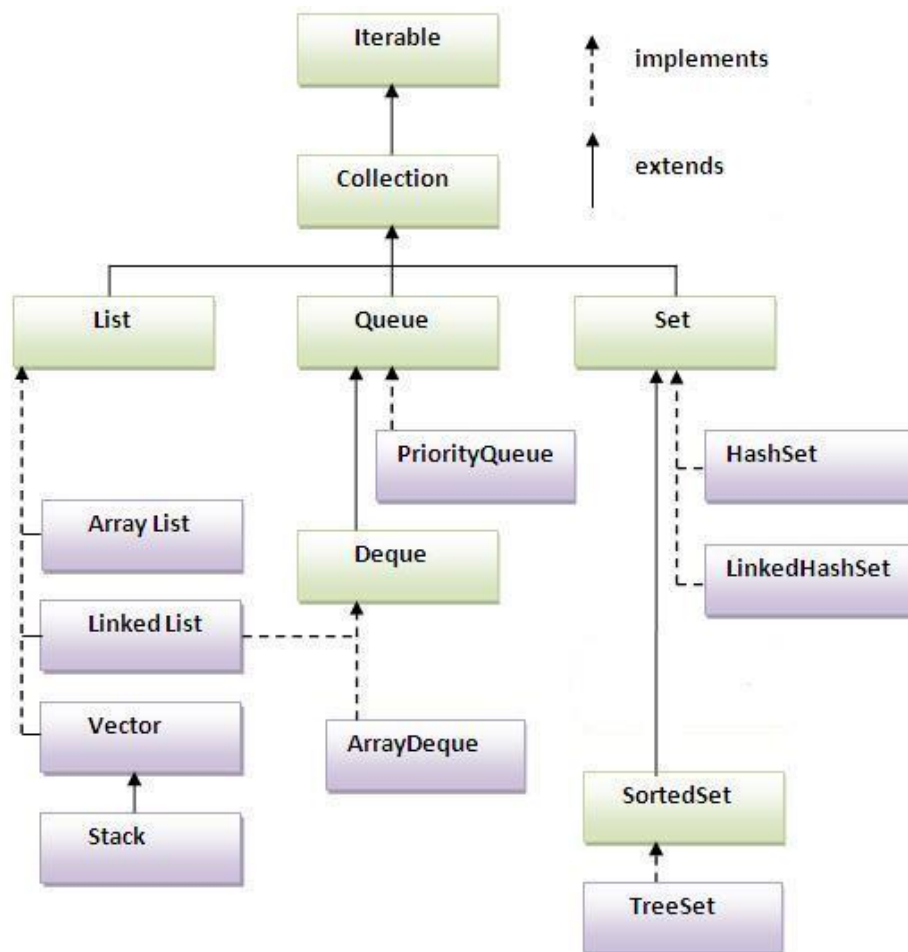 Iterable
implements
extends
Collection
List
Queue
Set
PriorityQueue
HashSet
Array List
Deque
LinkedHashSet
Linked List
Vector
ArrayDeque
SortedSet
Stack
TreeSet